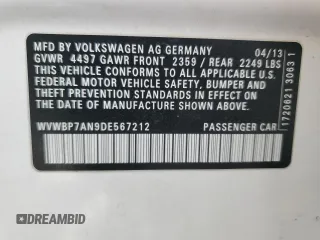 MFD. BY VOLKSWAGEN AG GERMANY 04/13
GVWR 4497 GAWR FRONT 2359 / REAR 2249 LBS
THIS VEHICLE CONFORMS TO ALL APPLICABLE U.S.
FEDERAL MOTOR VEHICLE SAFETY, BUMPER, AND
THEFT PREVENTION STANDARDS IN EFFECT ON THE
DATE OF MANUFACTURE SHOWN ABOVE
WVWBP7AN9DE567212 PASSENGER CAR
1720621 3063 1
DREAMBID